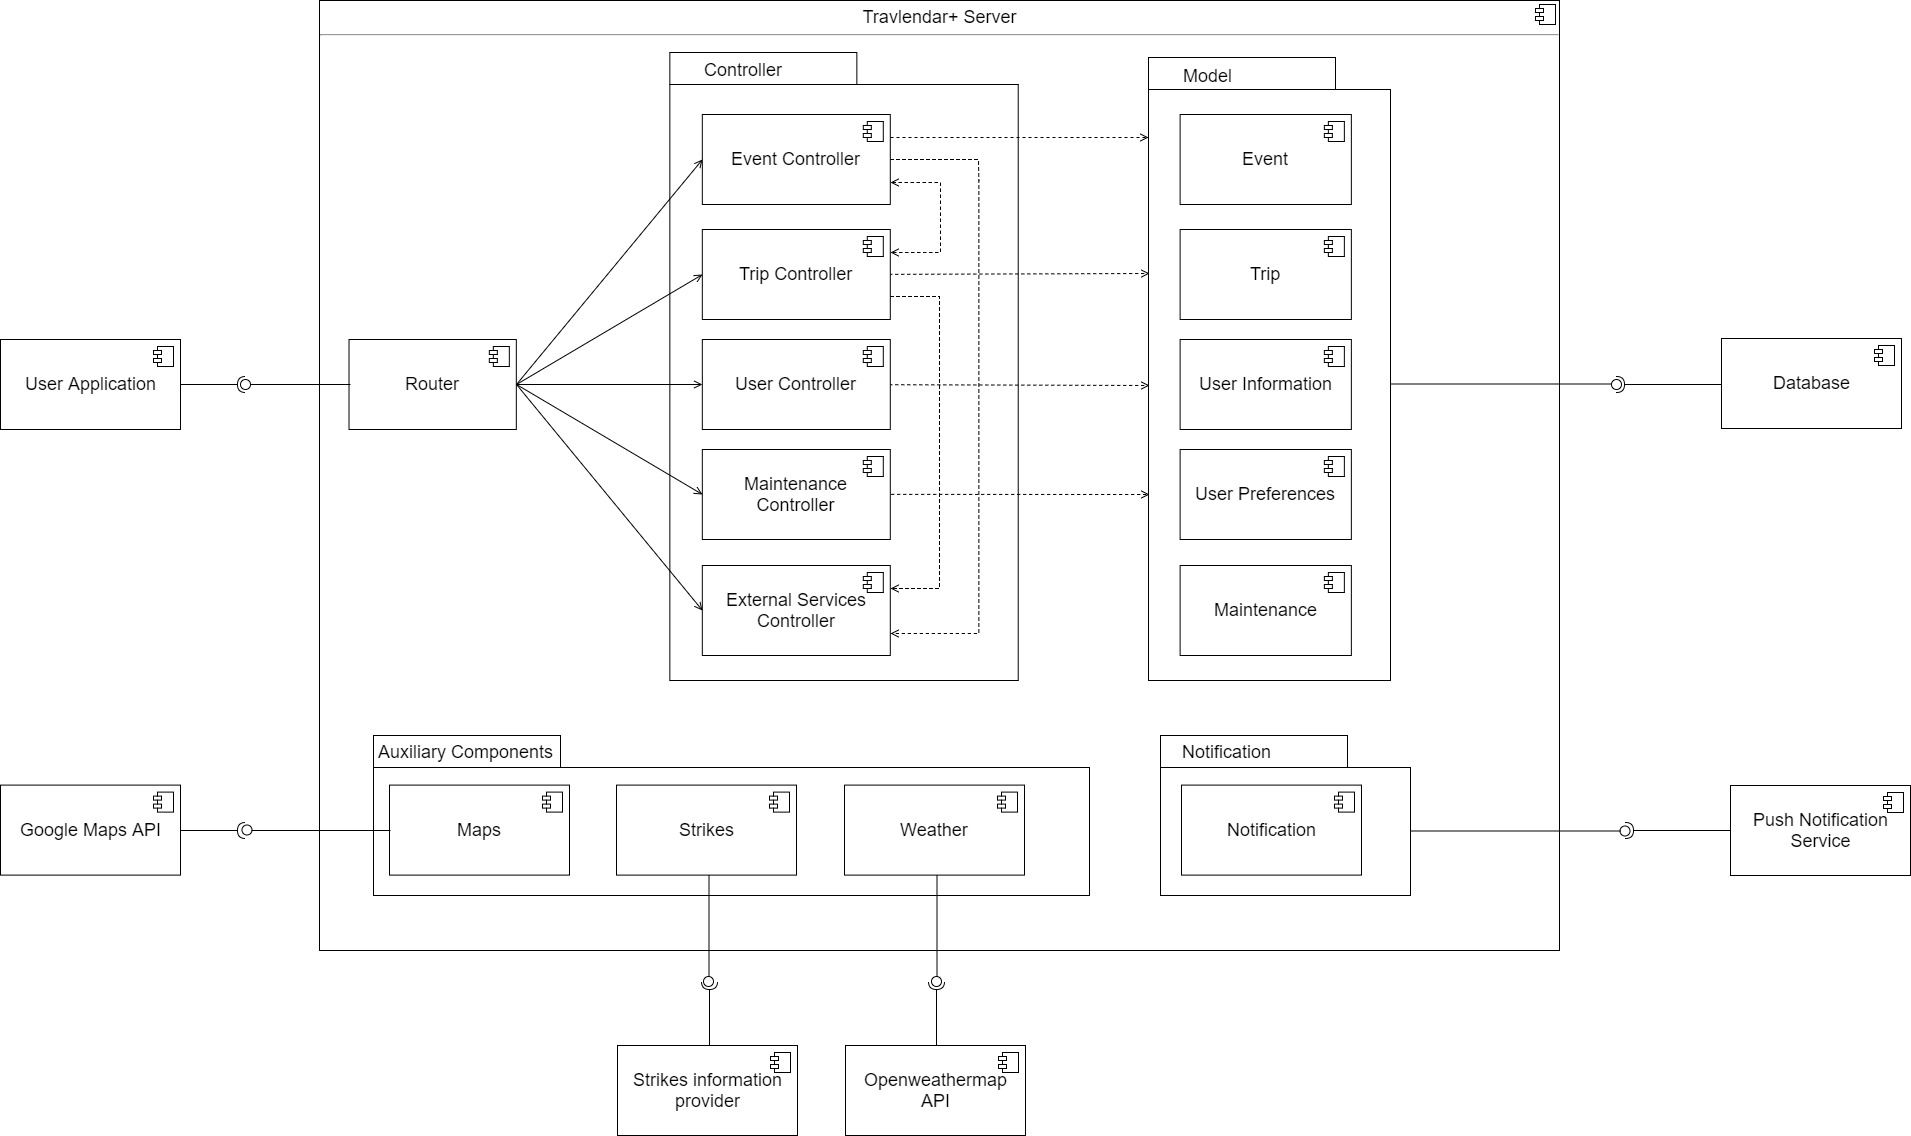 Travlendar+ Server
Controller
Model
Event Controller
Event
Trip Controller
Trip
User Application
Router
User Controller
User Information
Database
Maintenance
Controller
User Preferences
External Services
Controller
Maintenance
Auxiliary Components
Notification
Google Maps API
Maps
Strikes
Weather
Notification
Push Notification
Service
Strikes information
provider
Openweathermap
API